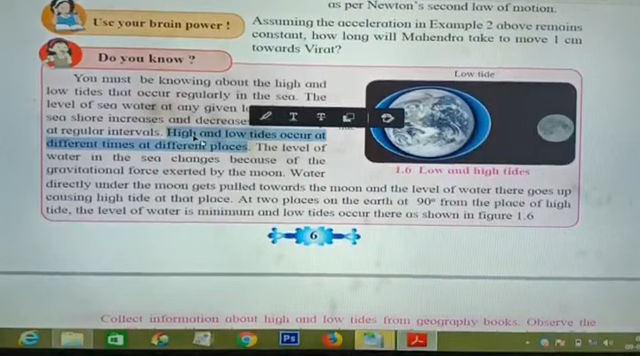 as per Newton's second law of motion.
Use your brain power !
Assuming the acceleration in Example 2 above remains
constant, how long will Mahendra take to move 1 cm
towards Virat?
Do you know ?
You must be knowing about the high and
low tides that occur regularly in the sea. The
level of sea water at any given
sea shore increases and
at regular intervals. High and low tides occur at
different times at different places. The level of
water in the sea changes because of the
gravitational force exerted by the moon. Water
directly under the moon gets pulled towards the moon and the level of water there goes up
causing high tide at that place. At two places on the earth at 90° from the place of high
tide, the level of water is minimum and low tides occur there as shown in figure 1.6
Low tide
1.6 Low and high tides
6
Collect information about high and low tides from geography books. Observe the
Ps